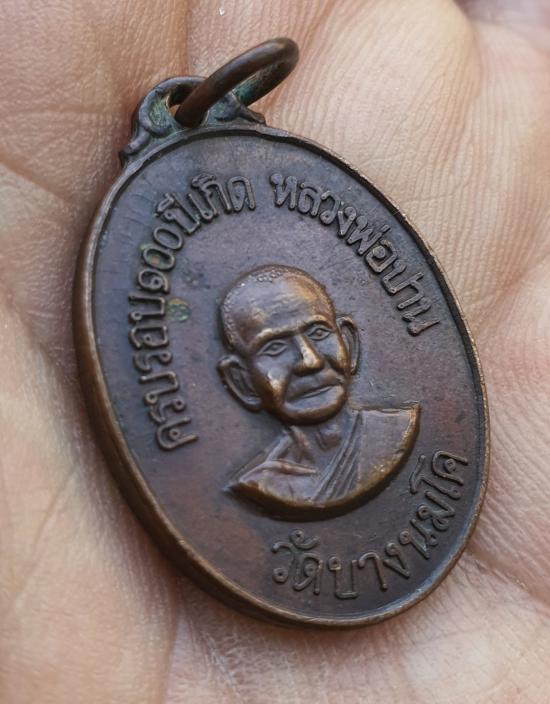 ครบรอบ๑๐๐ปีเกิด หลวงพ่อปาน
วัดบางนมโค